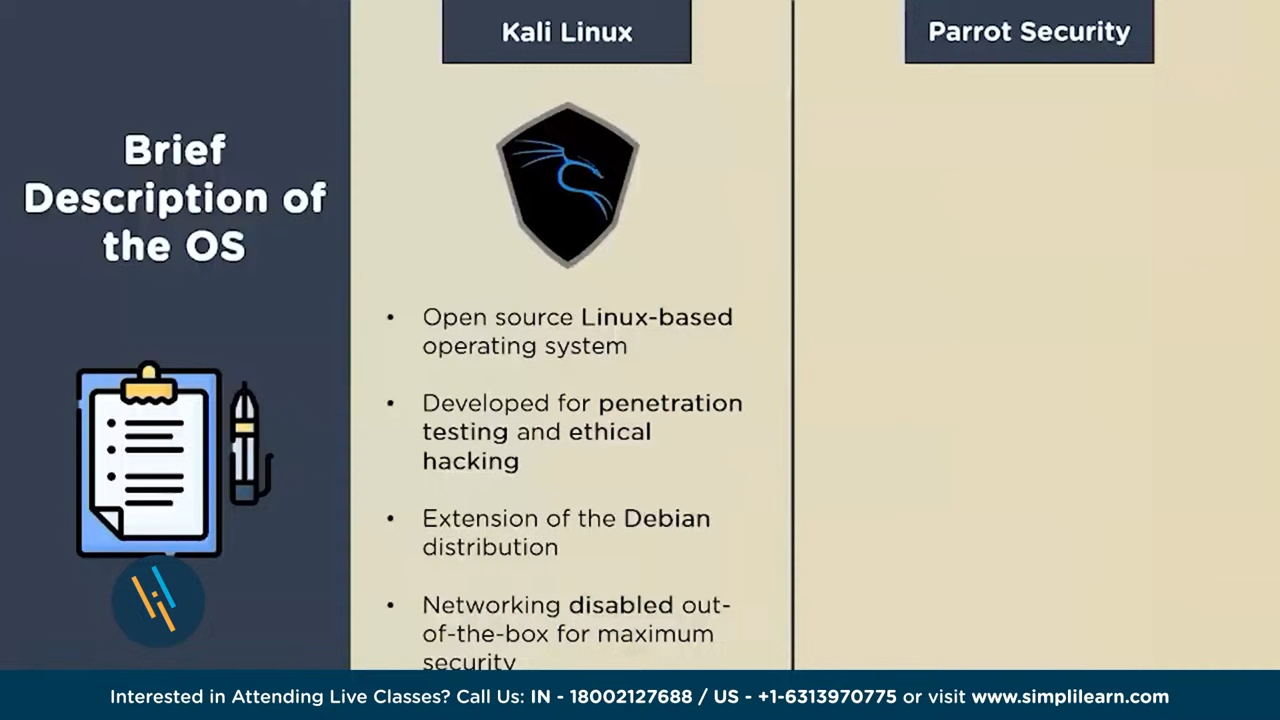 Kali Linux
Parrot Security
Brief
Description of
the OS
• Open source Linux-based
operating system
• Developed for penetration
testing and ethical
hacking
• Extension of the Debian
distribution
• Networking disabled out-
of-the-box for maximum
security
Interested in Attending Live Classes? Call Us: IN - 18002127688 / US - +1-6313970775 or visit www.simplilearn.com